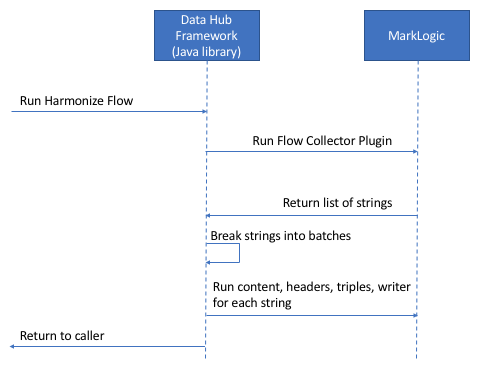 Data Hub
Framework
(Java library)
MarkLogic
Run Harmonize Flow
Run Flow Collector Plugin
Return list of strings
Break strings into batches
Run content, headers, triples, writer
for each string
Return to caller